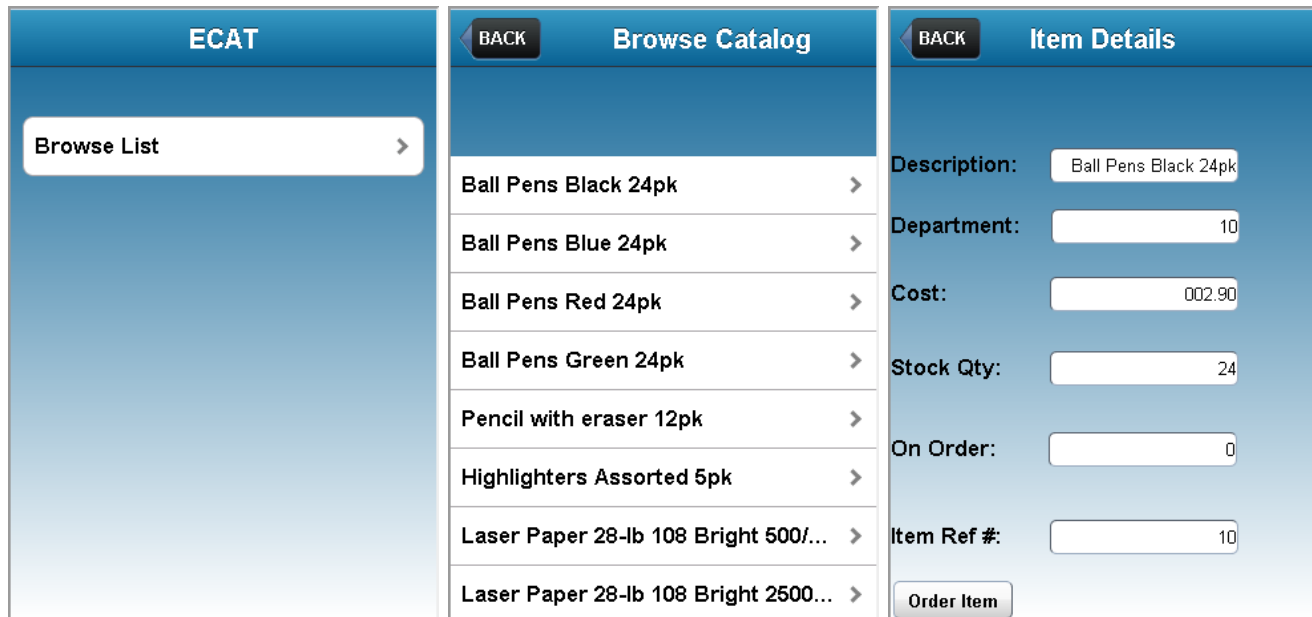 ECAT
Browse List
BACK
Browse Catalog
Ball Pens Black 24pk
Ball Pens Blue 24pk
Ball Pens Red 24pk
Ball Pens Green 24pk
Pencil with eraser 12pk
Highlighters Assorted 5pk
Laser Paper 28-lb 108 Bright 500/...
Laser Paper 28-lb 108 Bright 2500...
BACK
Item Details
Description: Ball Pens Black 24pk
Department: 10
Cost: 002.90
Stock Qty: 24
On Order: 0
Item Ref #: 10
Order Item